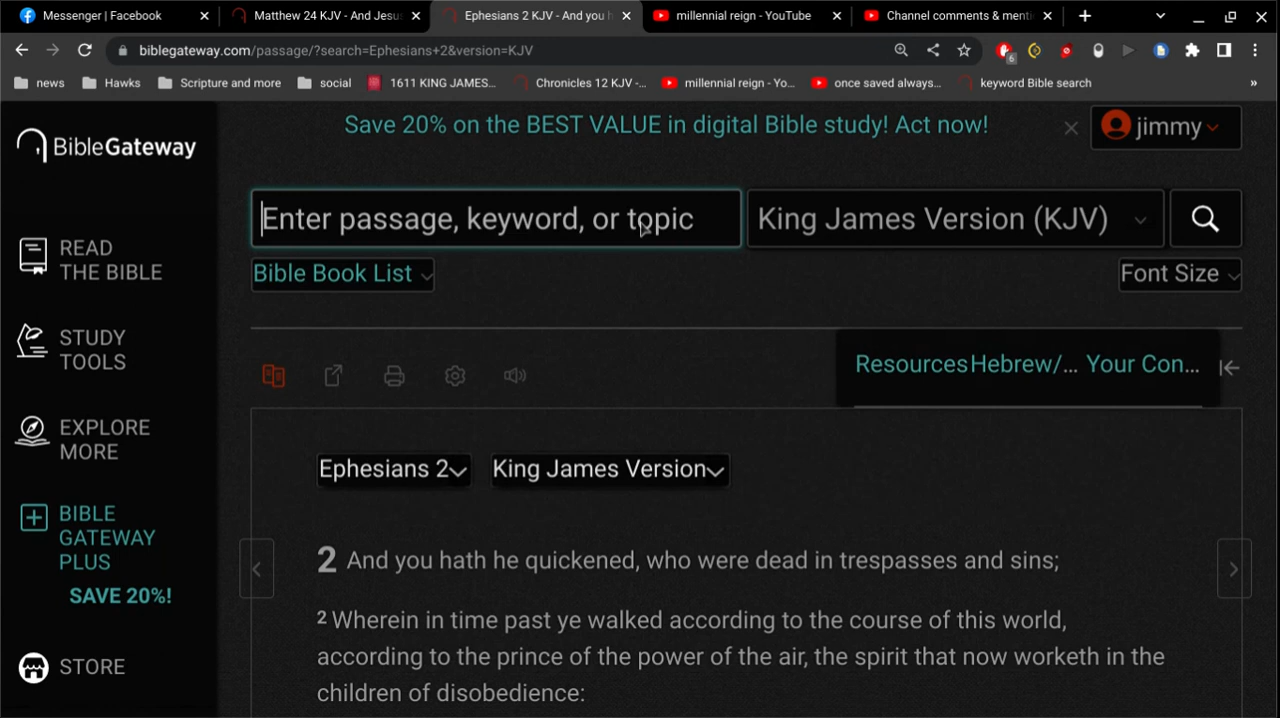 Messenger | Facebook
Matthew 24 KJV - And Jesu
Ephesians 2 KJV - And you h
millennial reign - YouTube
Channel comments & menti
biblegateway.com/passage/?search=Ephesians+2&version=KJV
6
news
Hawks
Scripture and more
social
1611 KING JAMES...
Chronicles 12 KJV -...
millennial reign - Yo...
once saved always...
keyword Bible search
»
BibleGateway
Save 20% on the BEST VALUE in digital Bible study! Act now!
jimmy
Enter passage, keyword, or topic
King James Version (KJV)
Bible Book List
Font Size
READ
THE BIBLE
STUDY
TOOLS
EXPLORE
MORE
BIBLE
GATEWAY
PLUS
SAVE 20%!
STORE
Resources Hebrew/... Your Con...
Ephesians 2
King James Version
2 And you hath he quickened, who were dead in trespasses and sins;
2 Wherein in time past ye walked according to the course of this world,
according to the prince of the power of the air, the spirit that now worketh in the
children of disobedience: